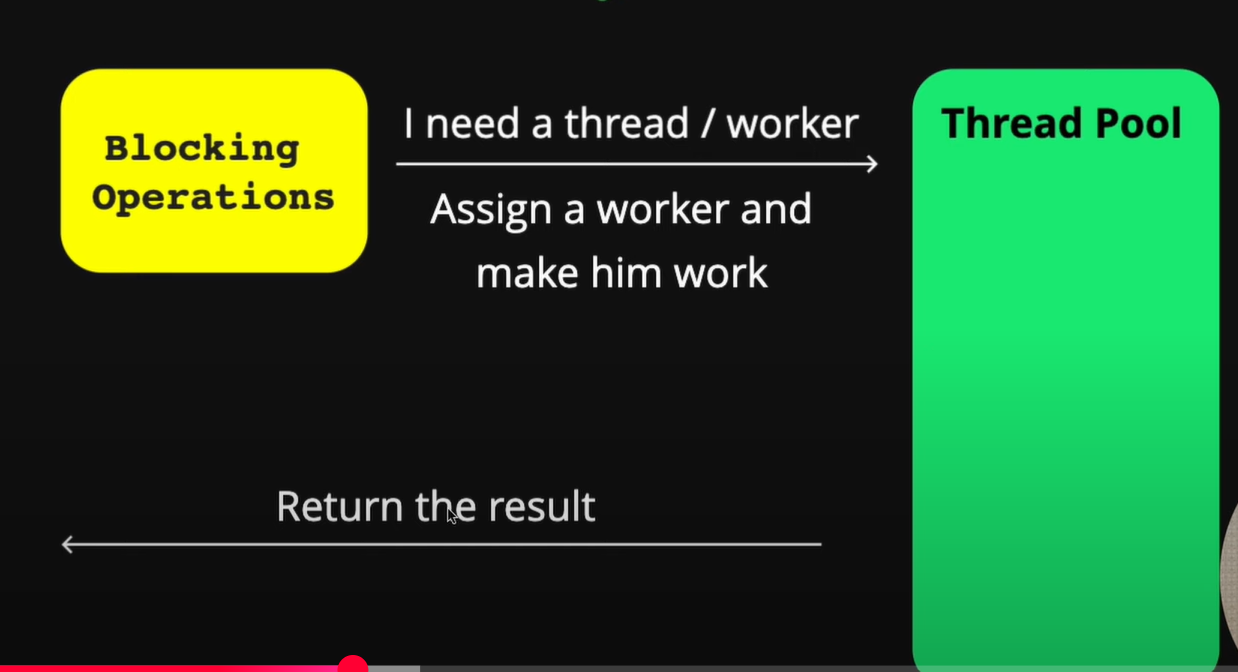 Blocking
Operations
I need a thread / worker
Assign a worker and
make him work
Thread Pool
Return the result